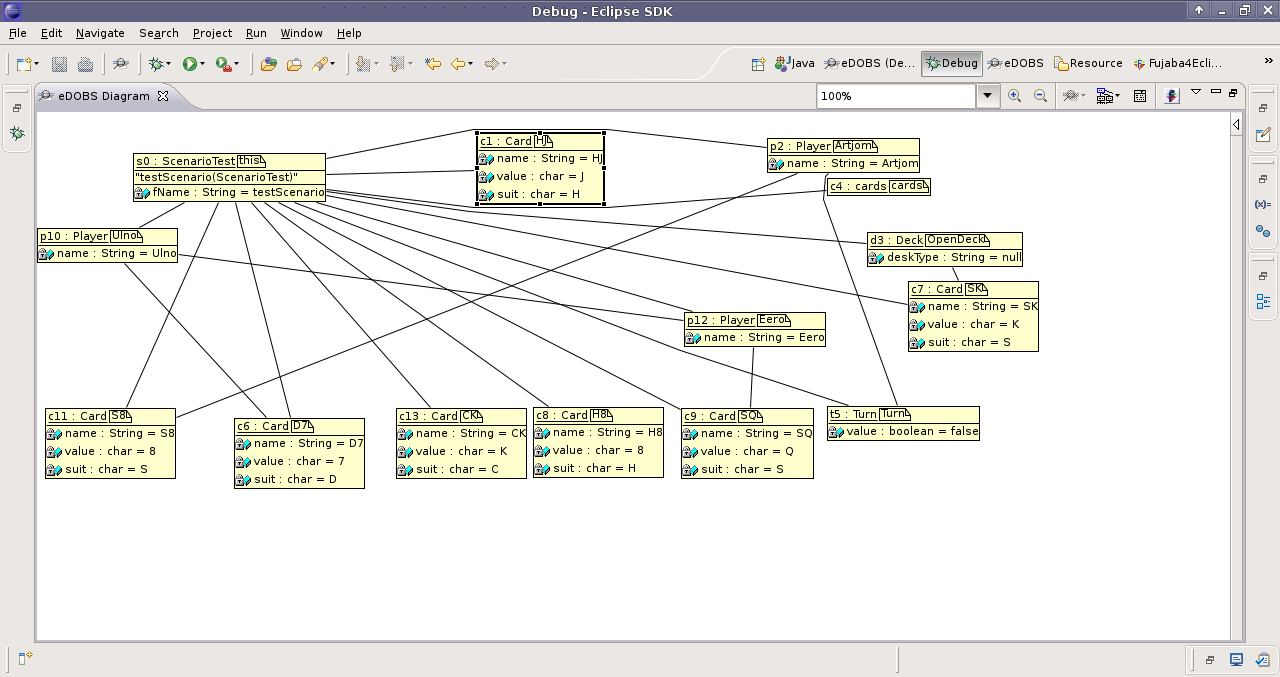 Debug - Eclipse SDK
File Edit Navigate Search Project Run Window Help
Java eDOBS (De... Debug eDOBS Resource Fujaba4Ecli... »
eDOBS Diagram 100%
c1 : Card HJ
name : String = HJ
value : char = J
suit : char = H
p2 : Player Artjom
name : String = Artjom
s0 : ScenarioTest this
"testScenario(ScenarioTest)"
fName : String = testScenario
c4 : cards cards
p10 : Player Ulno
name : String = Ulno
d3 : Deck OpenDeck
deskType : String = null
c7 : Card SK
name : String = SK
value : char = K
suit : char = S
p12 : Player Eero
name : String = Eero
c11 : Card S8
name : String = S8
value : char = 8
suit : char = S
c6 : Card D7
name : String = D7
value : char = 7
suit : char = D
c13 : Card CK
name : String = CK
value : char = K
suit : char = C
c8 : Card H8
name : String = H8
value : char = 8
suit : char = H
c9 : Card SQ
name : String = SQ
value : char = Q
suit : char = S
t5 : Turn Turn
value : boolean = false
(x)=